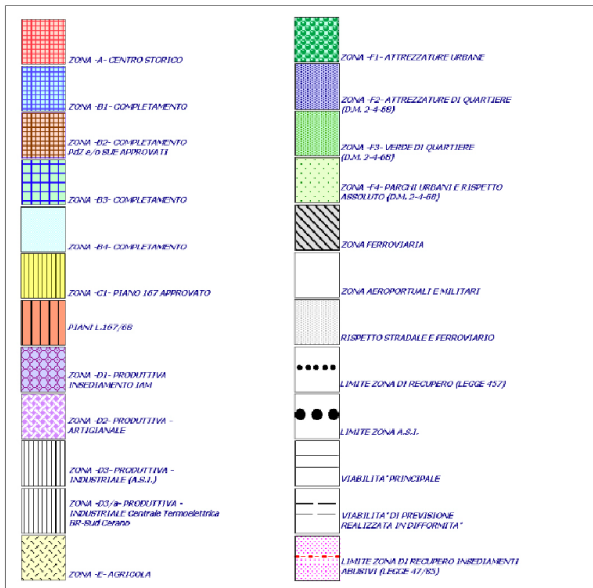 ZONA -A- CENTRO STORICO
ZONA -B1- COMPLETAMENTO
ZONA -B2- COMPLETAMENTO
PdZ e/o SUE APPROVATI
ZONA -B3- COMPLETAMENTO
ZONA -B4- COMPLETAMENTO
ZONA -C1- PIANO 167 APPROVATO
PIANI L.167/68
ZONA -D1- PRODUTTIVA
INSEDIAMENTO IAM
ZONA -D2- PRODUTTIVA -
ARTIGIANALE
ZONA -D3- PRODUTTIVA -
INDUSTRIALE (A.S.I.)
ZONA -D3/a- PRODUTTIVA -
INDUSTRIALE Centrale Termoelettrica
BR-Sud Cerano
ZONA -E- AGRICOLA
ZONA -F1- ATTREZZATURE URBANE
ZONA -F2- ATTREZZATURE DI QUARTIERE
(D.M. 2-4-68)
ZONA -F3- VERDE DI QUARTIERE
(D.M. 2-4-68)
ZONA -F4- PARCHI URBANI E RISPETTO
ASSOLUTO (D.M. 2-4-68)
ZONA FERROVIARIA
ZONA AEROPORTUALI E MILITARI
RISPETTO STRADALE E FERROVIARIO
LIMITE ZONA DI RECUPERO (LEGGE 457)
LIMITE ZONA A.S.I.
VIABILITA' PRINCIPALE
VIABILITA' DI PREVISIONE
REALIZZATA IN DIFFORMITA'
LIMITE ZONA DI RECUPERO INSEDIAMENTI
ABUSIVI (LEGGE 47/85)